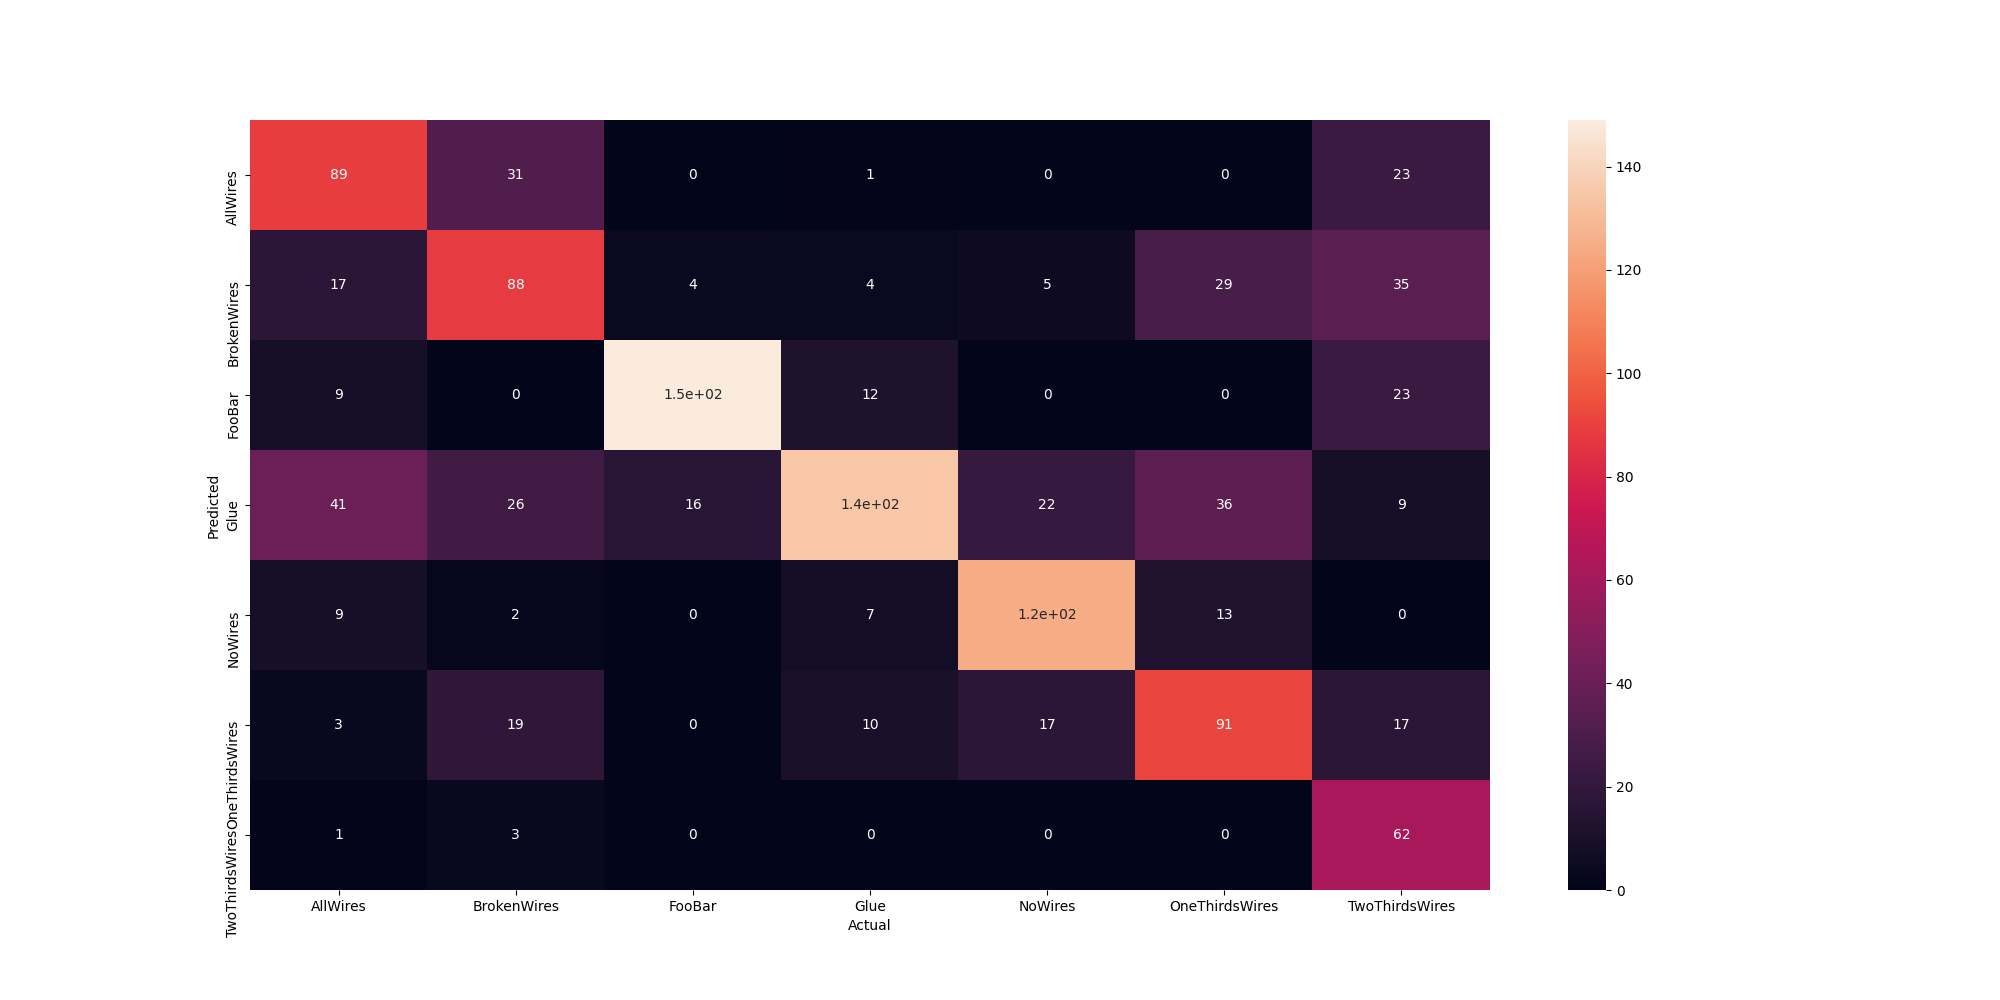 AllWires 89 31 0 1 0 0 23
BrokenWires 17 88 4 4 5 29 35
FooBar 9 0 1.5e+02 12 0 0 23
Predicted
Glue 41 26 16 1.4e+02 22 36 9
NoWires 9 2 0 7 1.2e+02 13 0
OneThirdsWires 3 19 0 10 17 91 17
TwoThirdsWires 1 3 0 0 0 0 62
AllWires BrokenWires FooBar Glue NoWires OneThirdsWires TwoThirdsWires
Actual
140
120
100
80
60
40
20
0